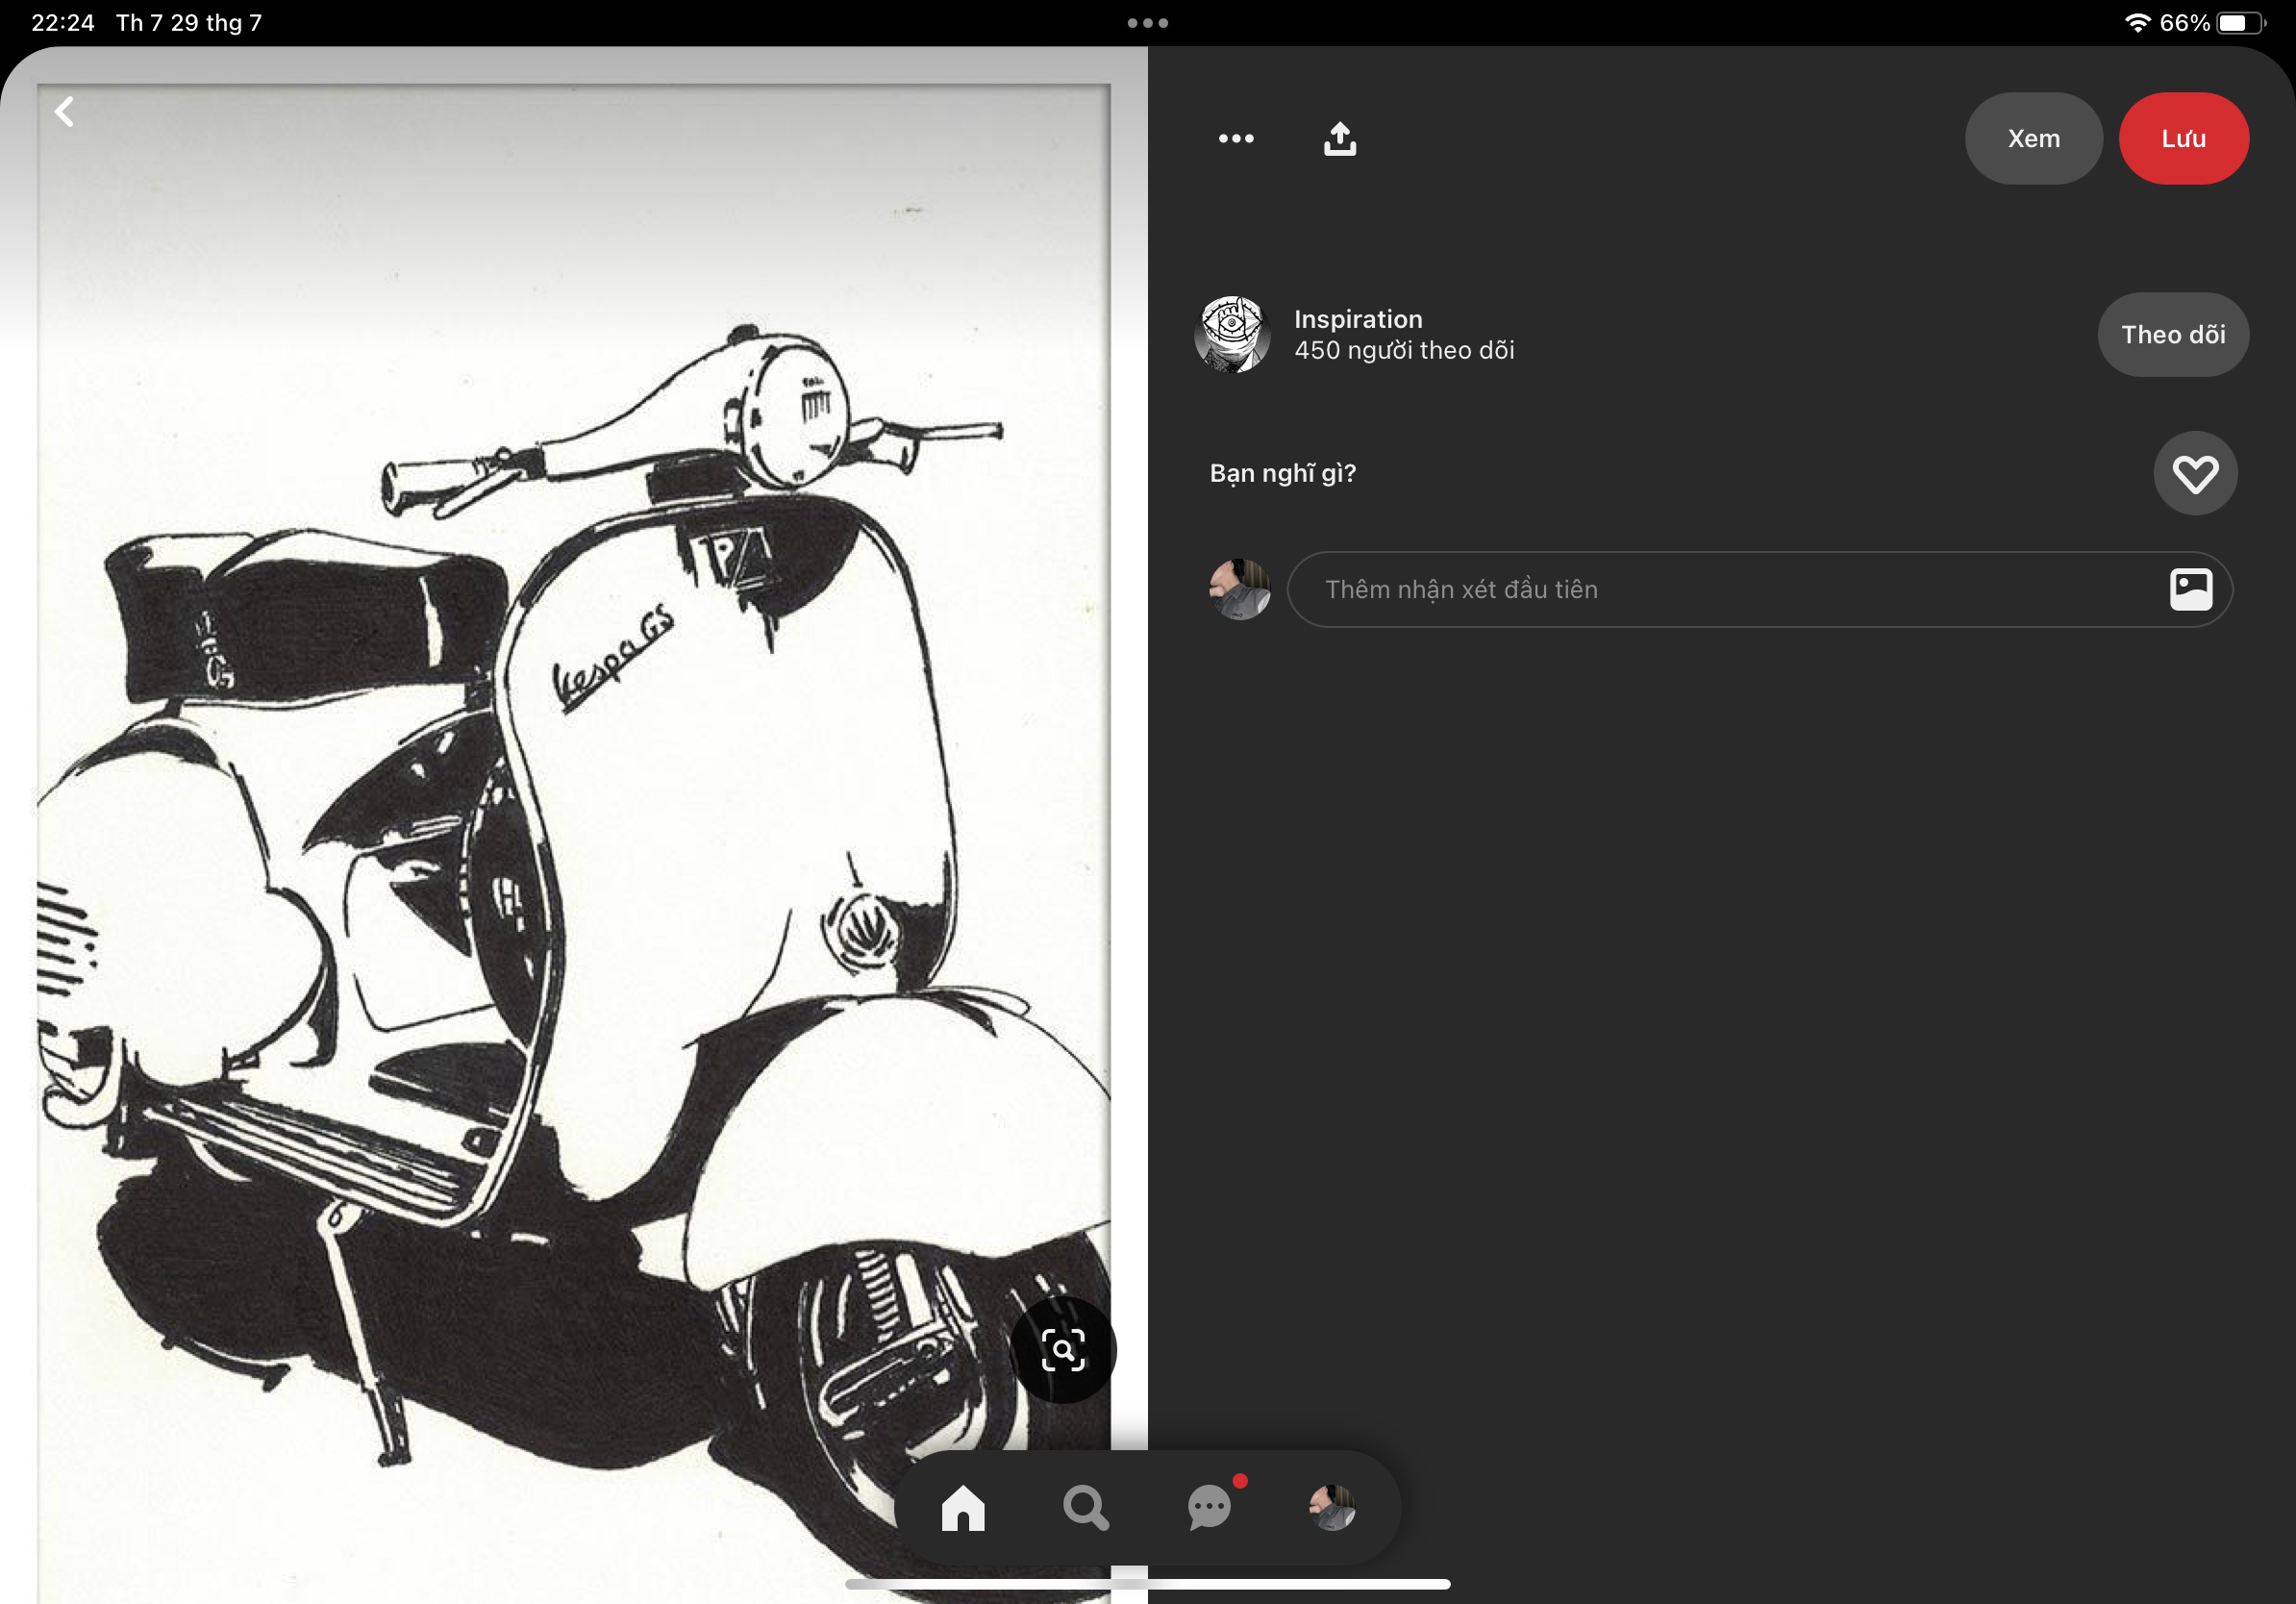 22:24 Th 7 29 thg 7
66%
Xem
Lưu
Inspiration
450 người theo dõi
Theo dõi
Bạn nghĩ gì?
Thêm nhận xét đầu tiên
Vespa GS